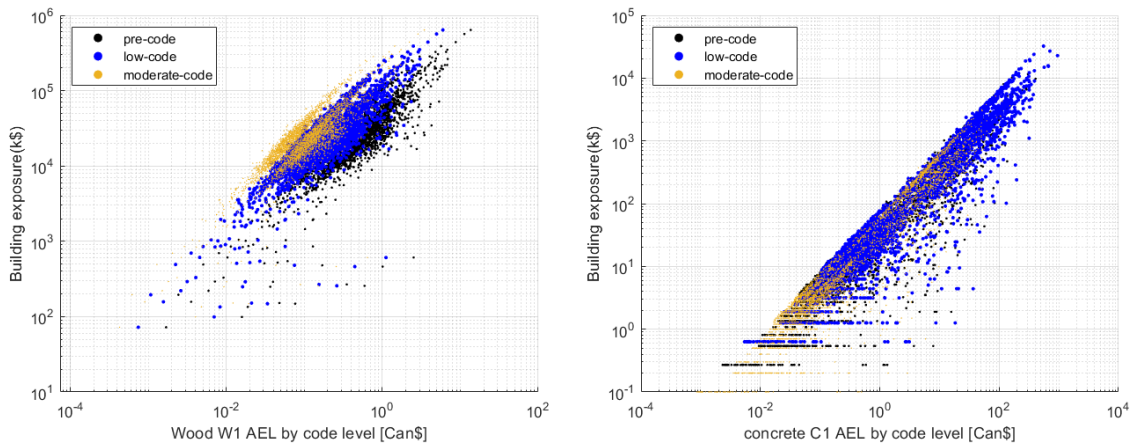 10^6
10^5
10^4
10^3
10^2
10^1
Building exposure(k$)
pre-code
low-code
moderate-code
10^-4 10^-2 10^0 10^2
Wood W1 AEL by code level [Can$]
10^5
10^4
10^3
10^2
10^1
10^0
10^-1
Building exposure(k$)
pre-code
low-code
moderate-code
10^-4 10^-2 10^0 10^2 10^4
concrete C1 AEL by code level [Can$]